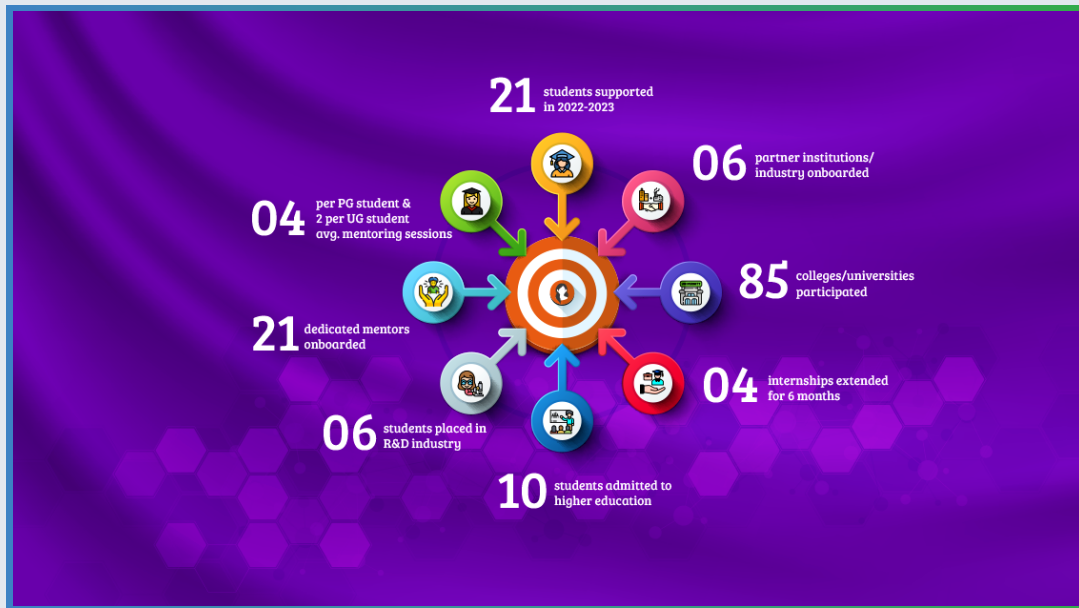 21
students supported
in 2022-2023
06
partner institutions/
industry onboarded
85
colleges/universities
participated
04
internships extended
for 6 months
10
students admitted to
higher education
06
students placed in
R&D industry
21
dedicated mentors
onboarded
04
per PG student &
2 per UG student
avg. mentoring sessions